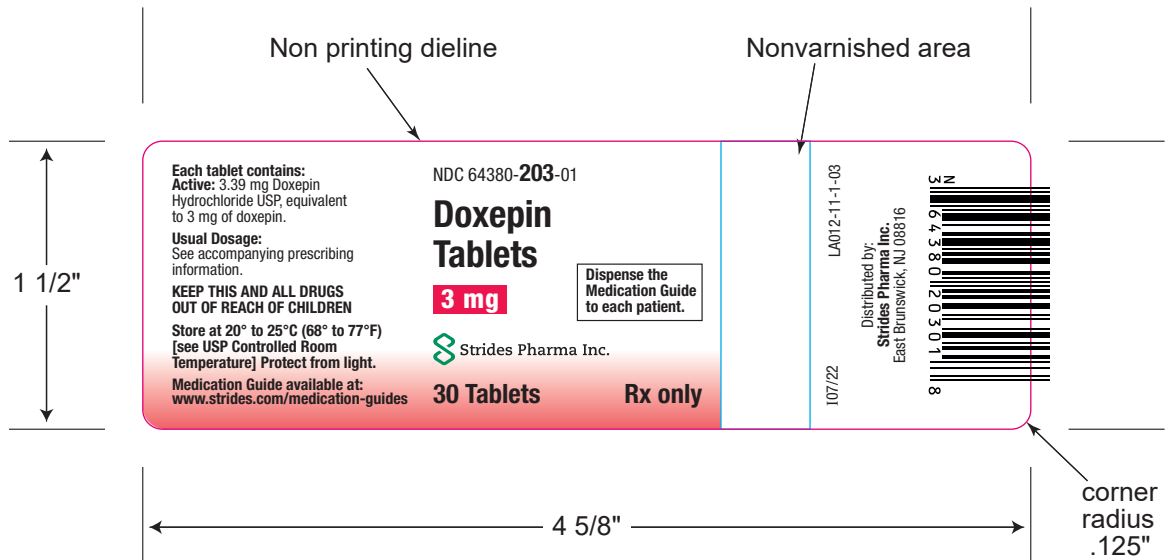 Non printing dieline
Nonvarnished area
1 1/2"
Each tablet contains:
Active: 3.39 mg Doxepin
Hydrochloride USP, equivalent
to 3 mg of doxepin.
Usual Dosage:
See accompanying prescribing
information.
KEEP THIS AND ALL DRUGS
OUT OF REACH OF CHILDREN
Store at 20° to 25°C (68° to 77°F)
[see USP Controlled Room
Temperature] Protect from light.
Medication Guide available at:
www.strides.com/medication-guides
NDC 64380-203-01
Doxepin
Tablets
3 mg
Dispense the
Medication Guide
to each patient.
Strides Pharma Inc.
30 Tablets
Rx only
I07/22
LA012-11-1-03
Distributed by:
Strides Pharma Inc.
East Brunswick, NJ 08816
N
3 64380 20301 8
4 5/8"
corner
radius
.125"